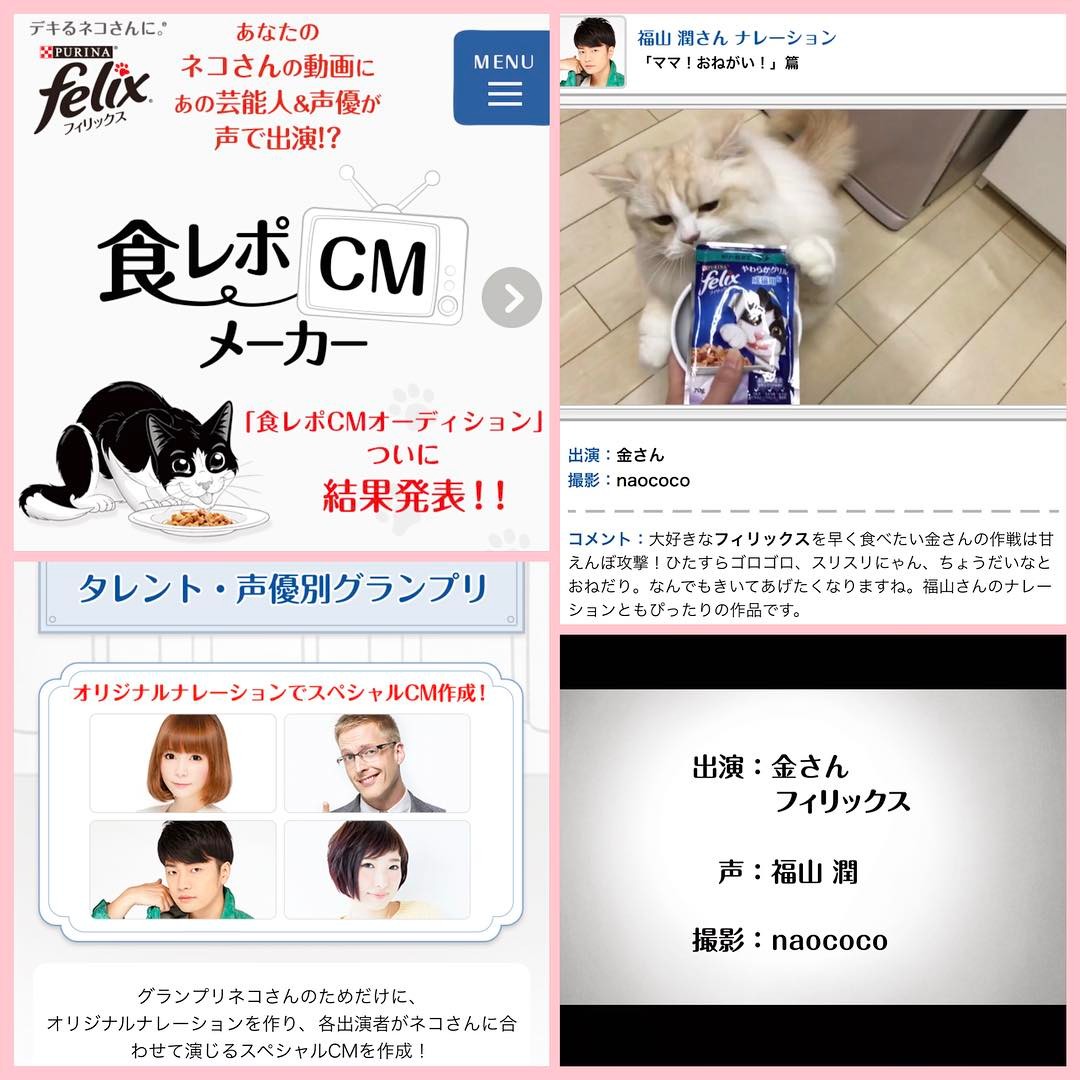 デキるネコさんに。®
PURINA®
felix®
フィリックス
あなたの
ネコさんの動画に
あの芸能人&声優が
声で出演!?
MENU
食レポ
CM
メーカー
「食レポCMオーディション」
ついに
結果発表！！
福山 潤さん ナレーション
「ママ！おねがい！」篇
PURINA
felix
やわらかグリル
成猫用
70g
出演：金さん
撮影：naococo
コメント：大好きなフィリックスを早く食べたい金さんの作戦は甘
えんぼ攻撃！ひたすらゴロゴロ、スリスリにゃん、ちょうだいなと
おねだり。なんでもきいてあげたくなりますね。福山さんのナレー
ションともぴったりの作品です。
タレント・声優別グランプリ
オリジナルナレーションでスペシャルCM作成！
グランプリネコさんのためだけに、
オリジナルナレーションを作り、各出演者がネコさんに合
わせて演じるスペシャルCMを作成！
出演：金さん
フィリックス
声：福山 潤
撮影：naococo